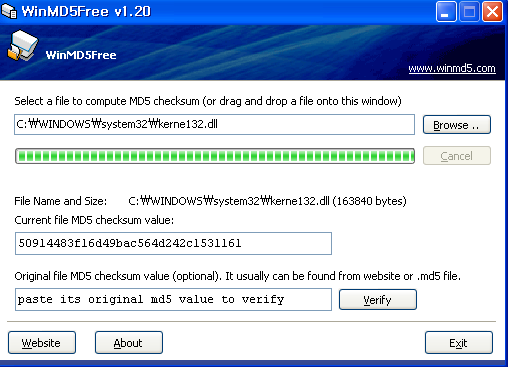 WinMD5Free v1.20
WinMD5Free
www.winmd5.com
Select a file to compute MD5 checksum (or drag and drop a file onto this window)
C:₩WINDOWS₩system32₩kerne132.dll
Browse ..
Cancel
File Name and Size: C:₩WINDOWS₩system32₩kerne132.dll (163840 bytes)
Current file MD5 checksum value:
50914483f16d49bac564d242c1531161
Original file MD5 checksum value (optional). It usually can be found from website or .md5 file.
paste its original md5 value to verify
Verify
Website
About
Exit